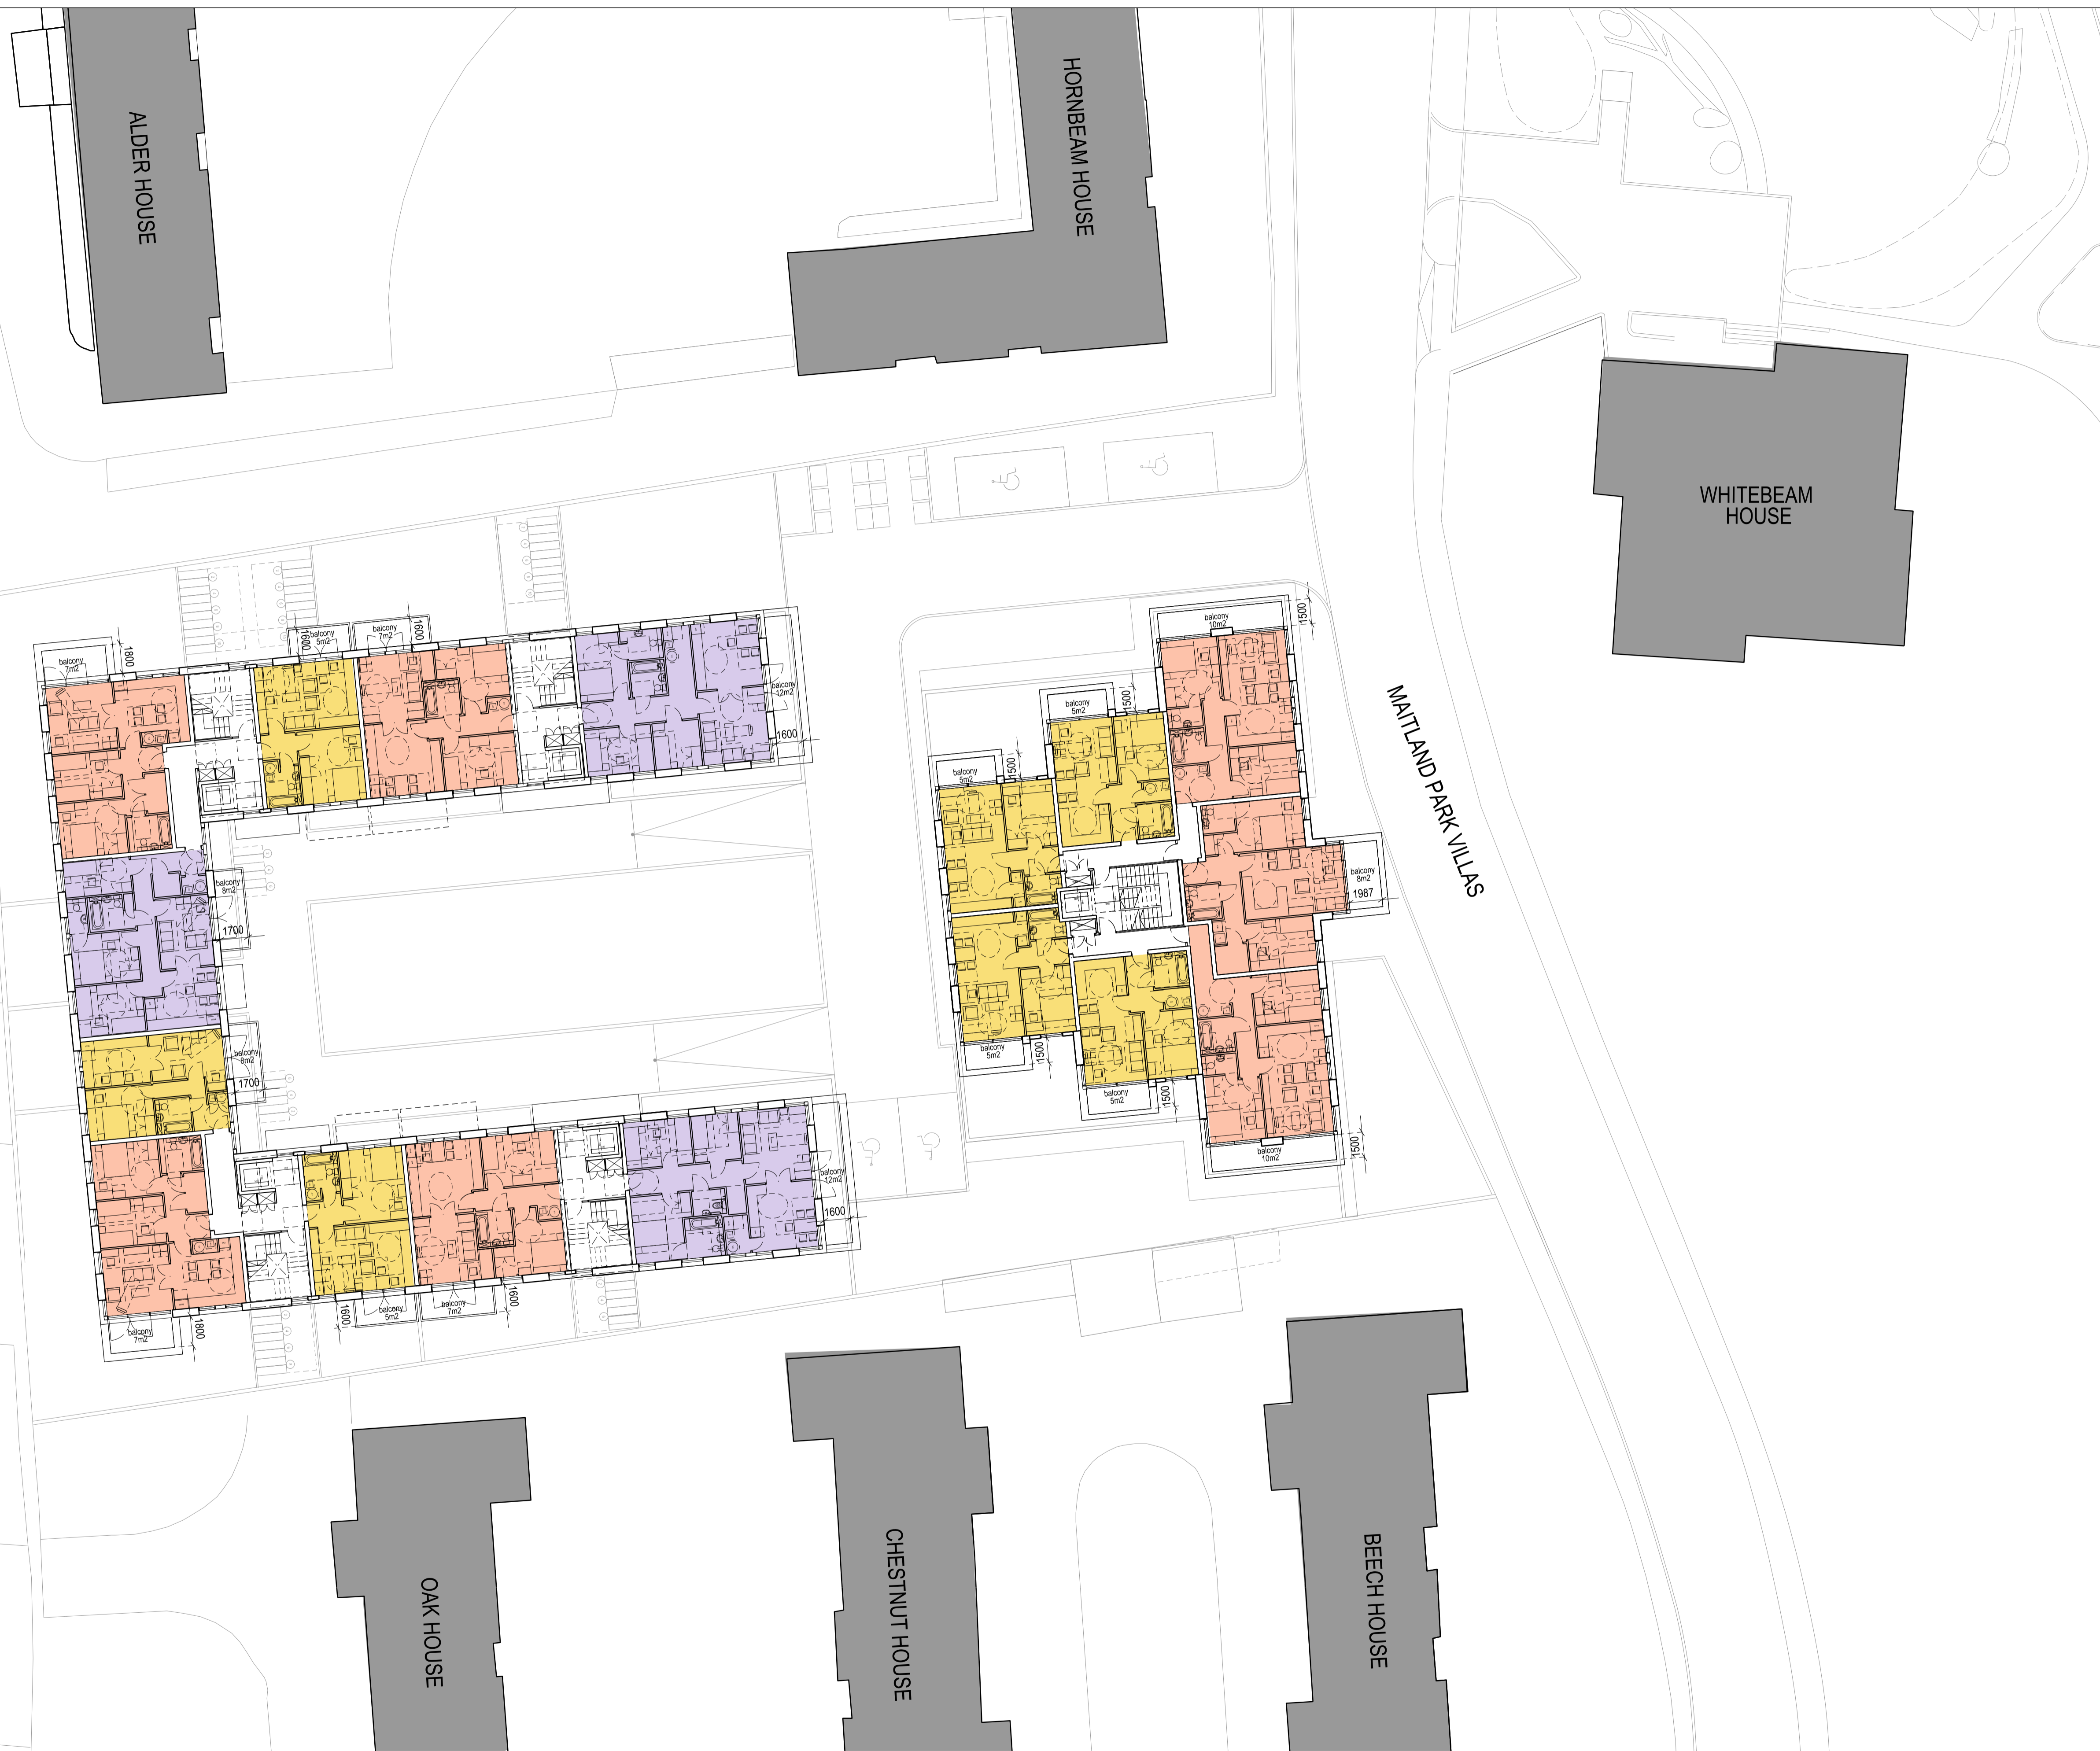 ALDER HOUSE
HORNBEAM HOUSE
WHITEBEAM
HOUSE
MAITLAND PARK VILLAS
balcony
7m2
1800
1600
balcony
5m2
balcony
7m2
1600
balcony
12m2
1600
balcony
8m2
1700
balcony
8m2
1700
balcony
7m2
1800
1600
balcony
5m2
balcony
7m2
1600
balcony
12m2
1600
balcony
10m2
1500
balcony
5m2
1500
balcony
5m2
1500
balcony
8m2
1987
balcony
5m2
1500
balcony
5m2
1500
balcony
10m2
1500
OAK HOUSE
CHESTNUT HOUSE
BEECH HOUSE